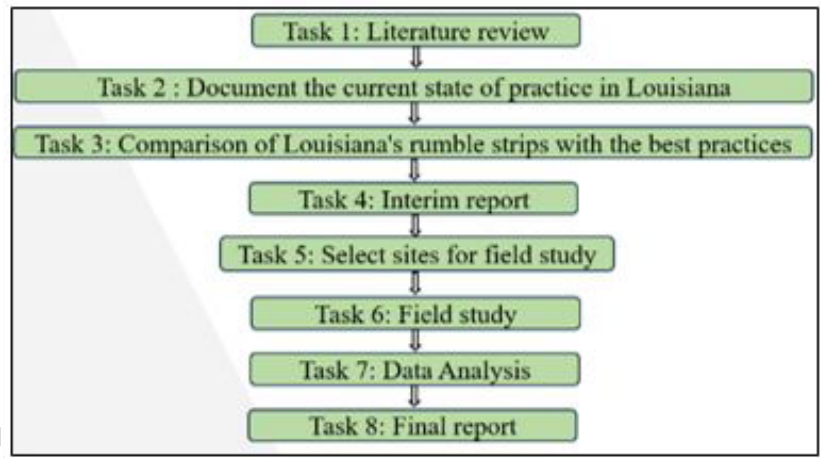 Task 1: Literature review
Task 2 : Document the current state of practice in Louisiana
Task 3: Comparison of Louisiana's rumble strips with the best practices
Task 4: Interim report
Task 5: Select sites for field study
Task 6: Field study
Task 7: Data Analysis
Task 8: Final report